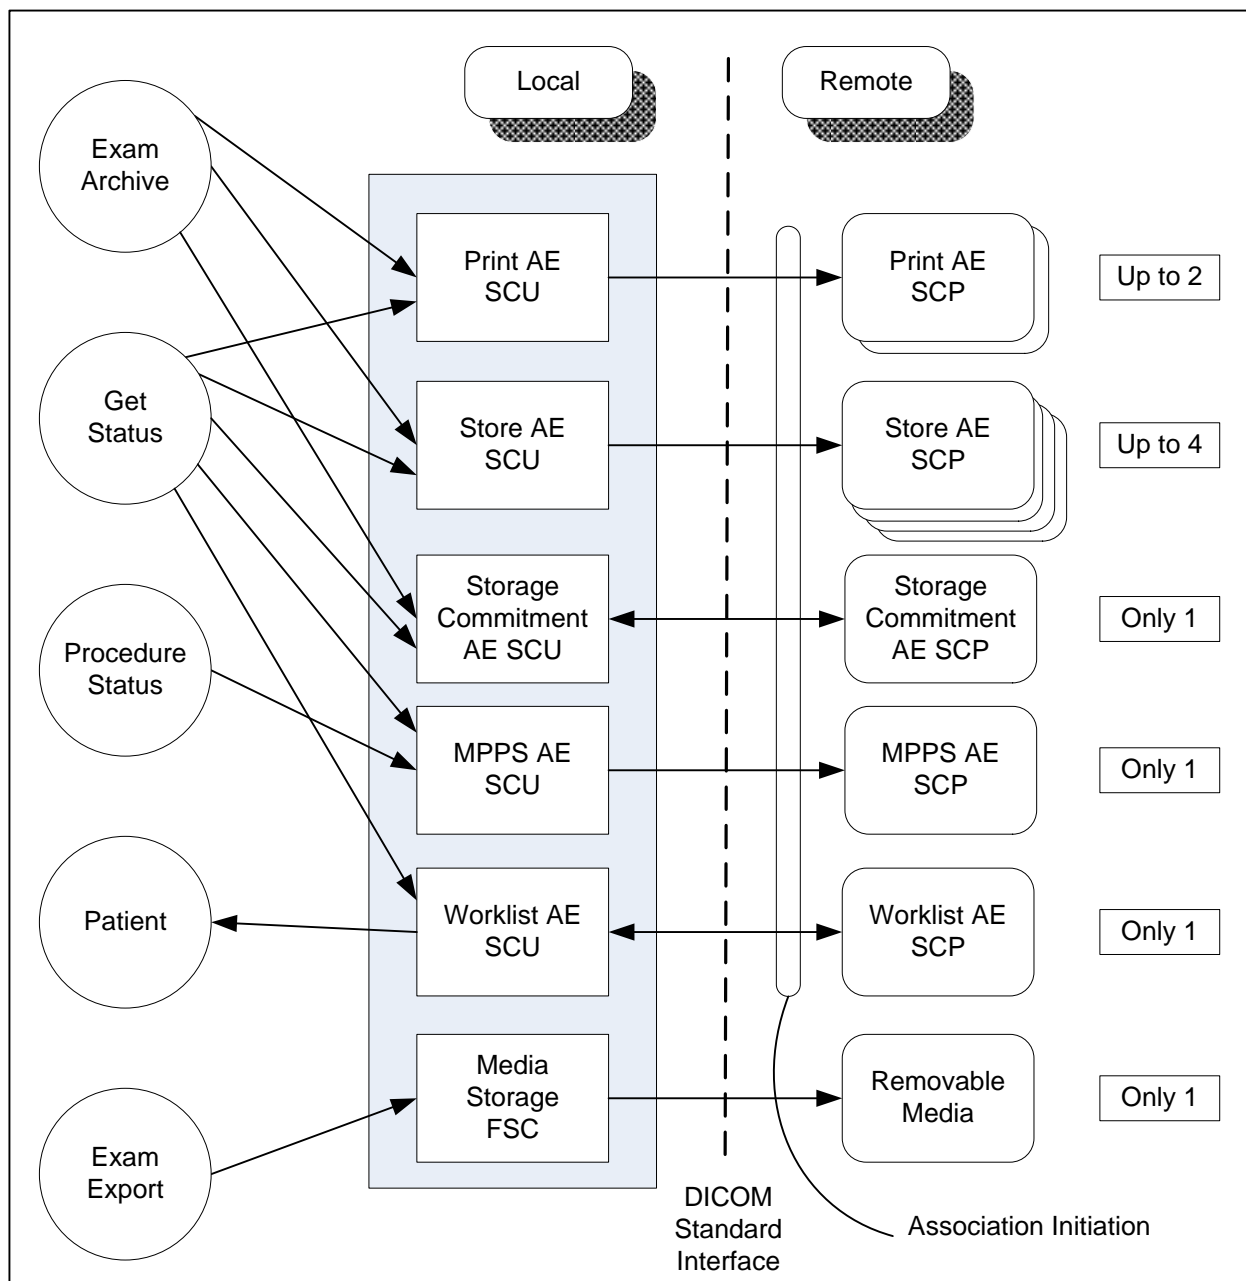 Local
Remote
Exam
Archive
Print AE
SCU
Print AE
SCP
Up to 2
Get
Status
Store AE
SCU
Store AE
SCP
Up to 4
Storage
Commitment
AE SCU
Storage
Commitment
AE SCP
Only 1
Procedure
Status
MPPS AE
SCU
MPPS AE
SCP
Only 1
Patient
Worklist AE
SCU
Worklist AE
SCP
Only 1
Media
Storage
FSC
Removable
Media
Only 1
Exam
Export
DICOM
Standard
Interface
Association Initiation